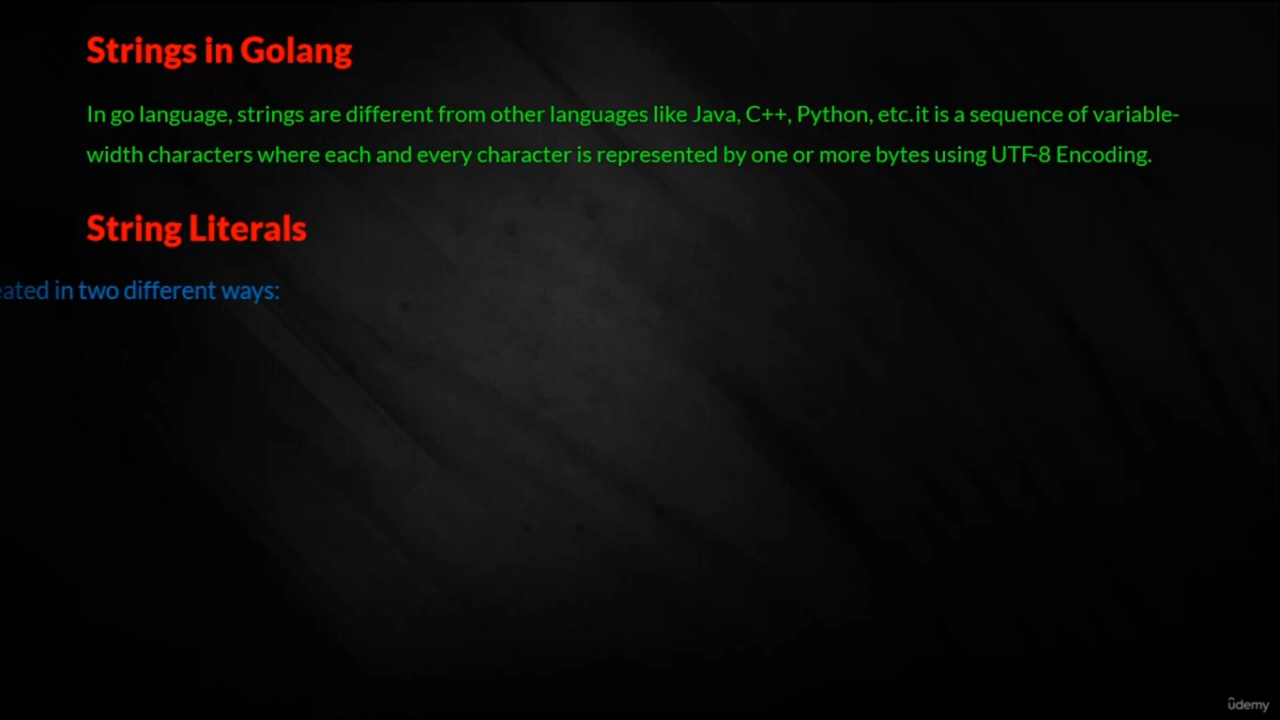 Strings in Golang
In go language, strings are different from other languages like Java, C++, Python, etc.it is a sequence of variable-
width characters where each and every character is represented by one or more bytes using UTF-8 Encoding.
String Literals
eated in two different ways:
ûdemy